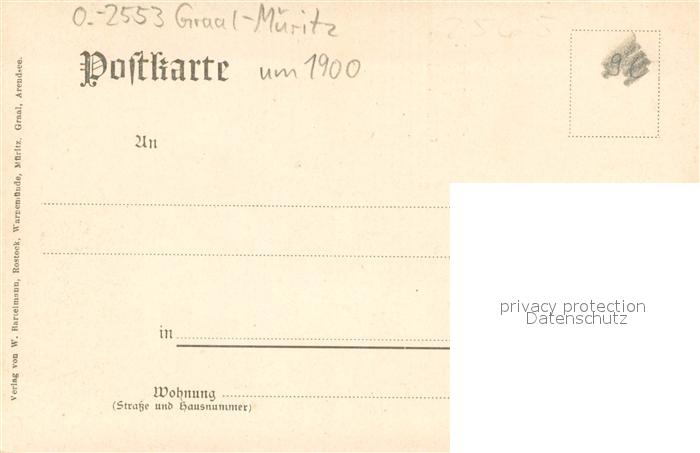 O.-2553 Graal-Müritz
Postkarte um 1900
An
in
Wohnung
(Straße und Hausnummer)
Verlag von W. Bartelmann, Rostock, Warnemünde, Müritz, Graal, Arendsee.
privacy protection
Datenschutz